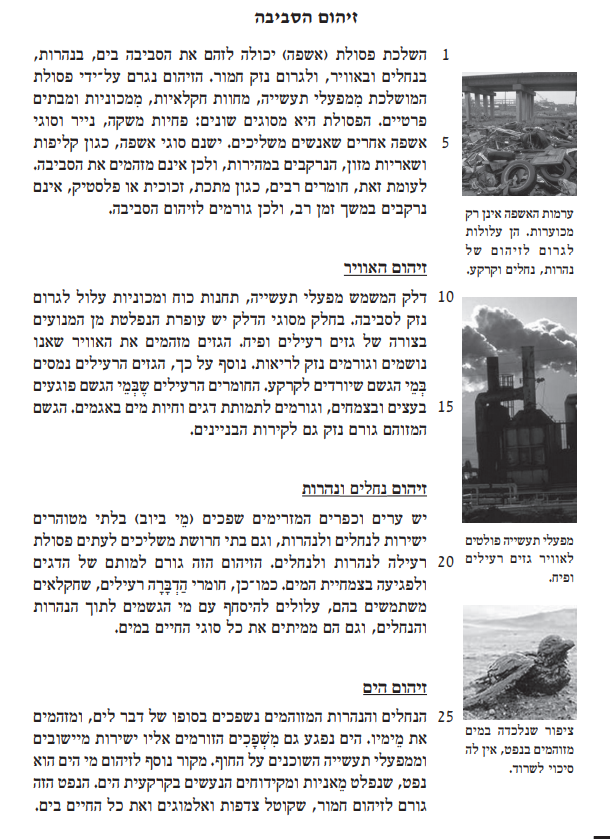 זיהום הסביבה
1 השלכת פסולת (אשפה) יכולה לזהם את הסביבה בים, בנהרות,
בנחלים ובאוויר, ולגרום נזק חמור. הזיהום נגרם על־ידי פסולת
המושלכת מִמפעלי תעשייה, מחוות חקלאיות, מִמכוניות ומבתים
פרטיים. הפסולת היא מסוגים שונים: פחיות משקה, נייר וסוגי
5 אשפה אחרים שאנשים משליכים. ישנם סוגי אשפה, כגון קליפות
ושאריות מזון, הנרקבים במהירות, ולכן אינם מזהמים את הסביבה.
לעומת זאת, חומרים רבים, כגון מתכת, זכוכית או פלסטיק, אינם
נרקבים במשך זמן רב, ולכן גורמים לזיהום הסביבה.
ערמות האשפה אינן רק
מכוערות. הן עלולות
לגרום לזיהום של
נהרות, נחלים וקרקע.
זיהום האוויר
10 דלק המשמש מפעלי תעשייה, תחנות כוח ומכוניות עלול לגרום
נזק לסביבה. בחלק מסוגי הדלק יש עופרת הנפלטת מן המנועים
בצורה של גזים רעילים ופיח. הגזים מזהמים את האוויר שאנו
נושמים וגורמים נזק לריאות. נוסף על כך, הגזים הרעילים נמסים
בְּמֵי הגשם שיורדים לקרקע. החומרים הרעילים שֶבְּמֵי הגשם פוגעים
15 בעצים ובצמחים, וגורמים לתמותת דגים וחיות מים באגמים. הגשם
המזוהם גורם נזק גם לקירות הבניינים.
זיהום נחלים ונהרות
יש ערים וכפרים המזרימים שפכים (מֵי ביוב) בלתי מטוהרים
ישירות לנחלים ולנהרות, וגם בתי חרושת משליכים לעתים פסולת
20 רעילה לנהרות ולנחלים. הזיהום הזה גורם למותם של הדגים
ולפגיעה בצמחיית המים. כמו־כן, חומרי הַדְבָּרָה רעילים, שחקלאים
משתמשים בהם, עלולים להיסחף עם מי הגשמים לתוך הנהרות
והנחלים, וגם הם ממיתים את כל סוגי החיים במים.
מפעלי תעשייה פולטים
לאוויר גזים רעילים
ופיח.
זיהום הים
25 הנחלים והנהרות המזוהמים נשפכים בסופו של דבר לים, ומזהמים
את מֵימיו. הים נפגע גם מִשְפָכִים הזורמים אליו ישירות מיישובים
וממפעלי תעשייה השוכנים על החוף. מקור נוסף לזיהום מי הים הוא
נפט, שנפלט מֵאניות ומקידוחים הנעשים בקרקעית הים. הנפט הזה
גורם לזיהום חמור, שקוטל צדפות ואלמוגים ואת כל החיים בים.
ציפור שנלכדה במים
מזוהמים בנפט, אין לה
סיכוי לשרוד.